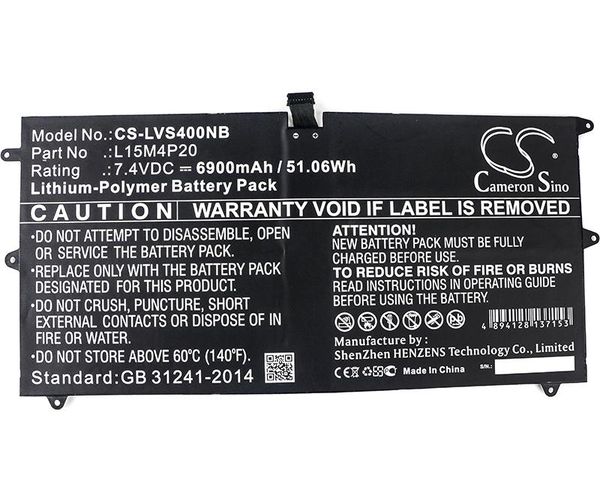 Model No.:CS-LVS400NB
Part No :L15M4P20
Rating :7.4VDC ⎓ 6900mAh / 51.06Wh
Lithium-Polymer Battery Pack
CS
Cameron Sino
CAUTION WARRANTY VOID IF LABEL IS REMOVED
•DO NOT ATTEMPT TO DISASSEMBLE, OPEN
OR SERVICE THE BATTERY PACK.
•REPLACE ONLY WITH THE BATTERY PACK
DESIGNATED FOR THIS PRODUCT
•DO NOT CRUSH, PUNCTURE, SHORT
EXTERNAL CONTACTS OR DISPOSE OF
IN FIRE OR WATER
•DO NOT STORE ABOVE 60°C (140°F)
Standard: GB 31241-2014
ATTENTION:
NEW BATTERY PACK MUST BE FULLY
CHARGED BEFORE INITIAL USE.
TO REDUCE RISK OF FIRE OR BURNS
READ INSTRUCTIONS IN OPERATING
GUIDE.
4 894128 137153
Manufacture by :
ShenZhen HENZENS Technology Co., Limited
Made In China
S/N.: